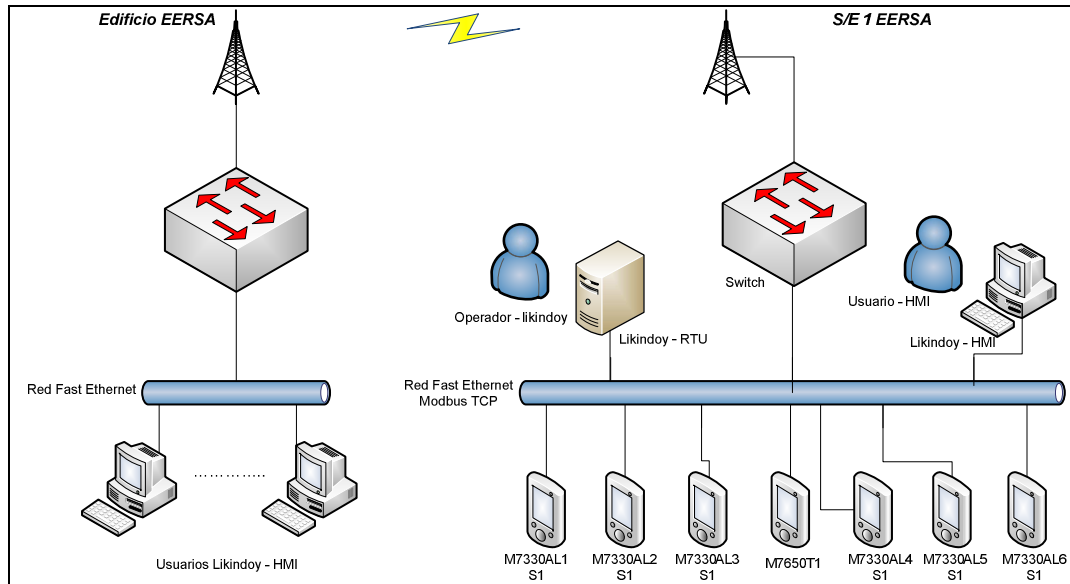 Edificio EERSA
S/E 1 EERSA
Switch
Usuario - HMI
Operador - likindoy
Likindoy - RTU
Likindoy - HMI
Red Fast Ethernet
Red Fast Ethernet
Modbus TCP
.............
Usuarios Likindoy - HMI
M7330AL1
S1
M7330AL2
S1
M7330AL3
S1
M7650T1
M7330AL4
S1
M7330AL5
S1
M7330AL6
S1